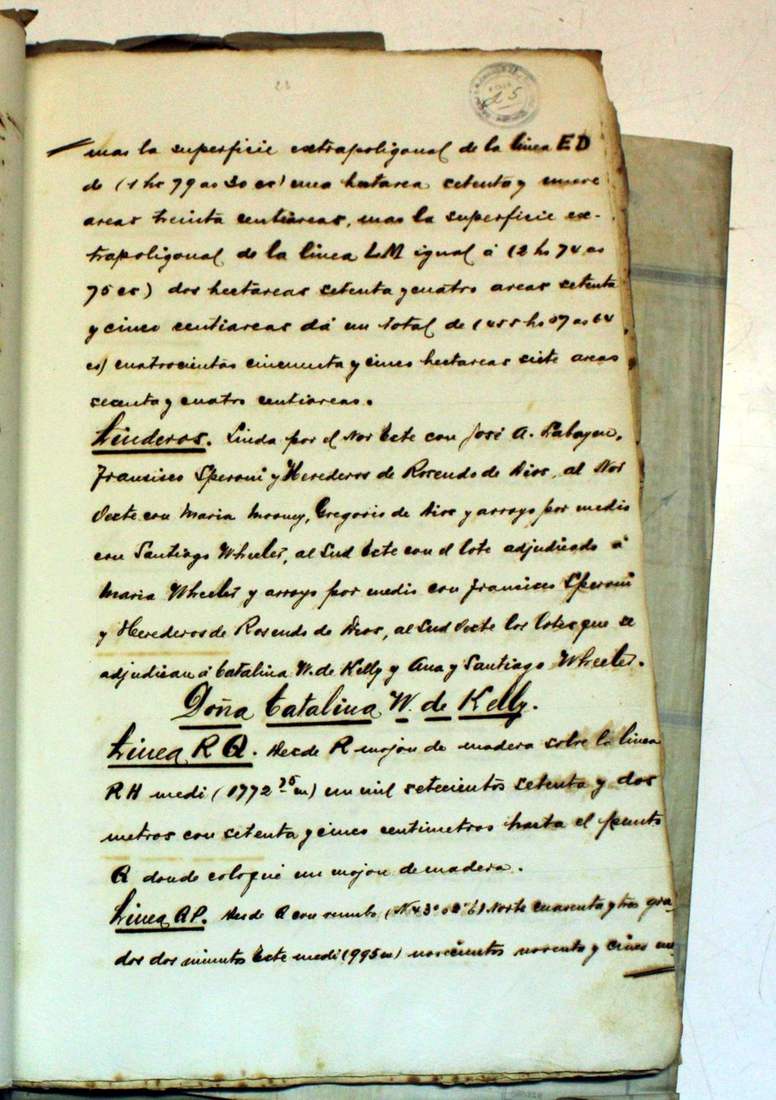 25
mas la superficie extrapoligonal de la linea ED
de (1 hs 79 as 30 cs) una hectarea setenta y nueve
areas treinta centiareas, mas la superficie ex-
trapoligonal de la linea LM igual á (2 hs 74 as
75 cs) dos hectareas setenta y cuatro areas setenta
y cinco centiareas dá un total de (455 hs 07 as 64
cs) cuatrocientas cincuenta y cinco hectareas siete areas
sesenta y cuatro centiareas.
Linderos. Linda por el Nor Este con José A. Labayen,
Francisco Speroni y Herederos de Rosendo de Dios, al Nor
Oeste con Maria Mooney, Gregorio de Dios y arroyo por medio
con Santiago Wheeler, al Sud Este con el lote adjudicado á
Maria Wheeler y arroyo por medio con Francisco Speroni
y Herederos de Rosendo de Dios, al Sud Oeste los lotes que se
adjudican á Catalina W. de Kelly y Ana y Santiago Wheeler.
Doña Catalina W. de Kelly.
Linea R Q. Desde R mojon de madera sobre la linea
RH medi (1772 75 m) un mil setecientos setenta y dos
metros con setenta y cinco centimetros hasta el punto
Q donde coloqué un mojon de madera.
Linea QP. Desde Q con rumbo (N 43° 02' E) Norte cuarenta y tres gra-
dos dos minutos Este medi (995 m) novecientos noventa y cinco me